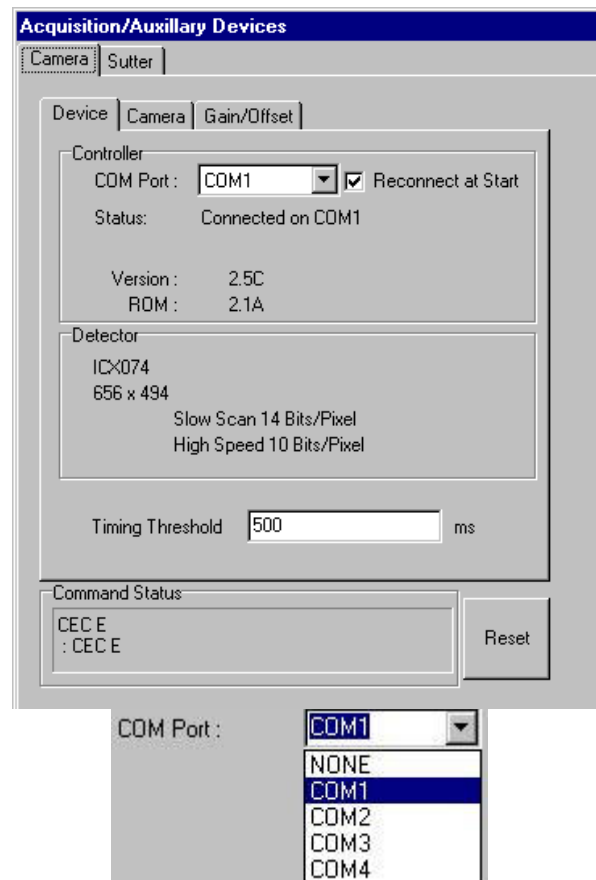 Acquisition/Auxillary Devices
Camera Sutter
Device Camera Gain/Offset
Controller
COM Port : COM1 Reconnect at Start
Status: Connected on COM1
Version : 2.5C
ROM : 2.1A
Detector
ICX074
656 x 494
Slow Scan 14 Bits/Pixel
High Speed 10 Bits/Pixel
Timing Threshold 500 ms
Command Status
CEC E
: CEC E
Reset
COM Port : COM1
NONE
COM1
COM2
COM3
COM4